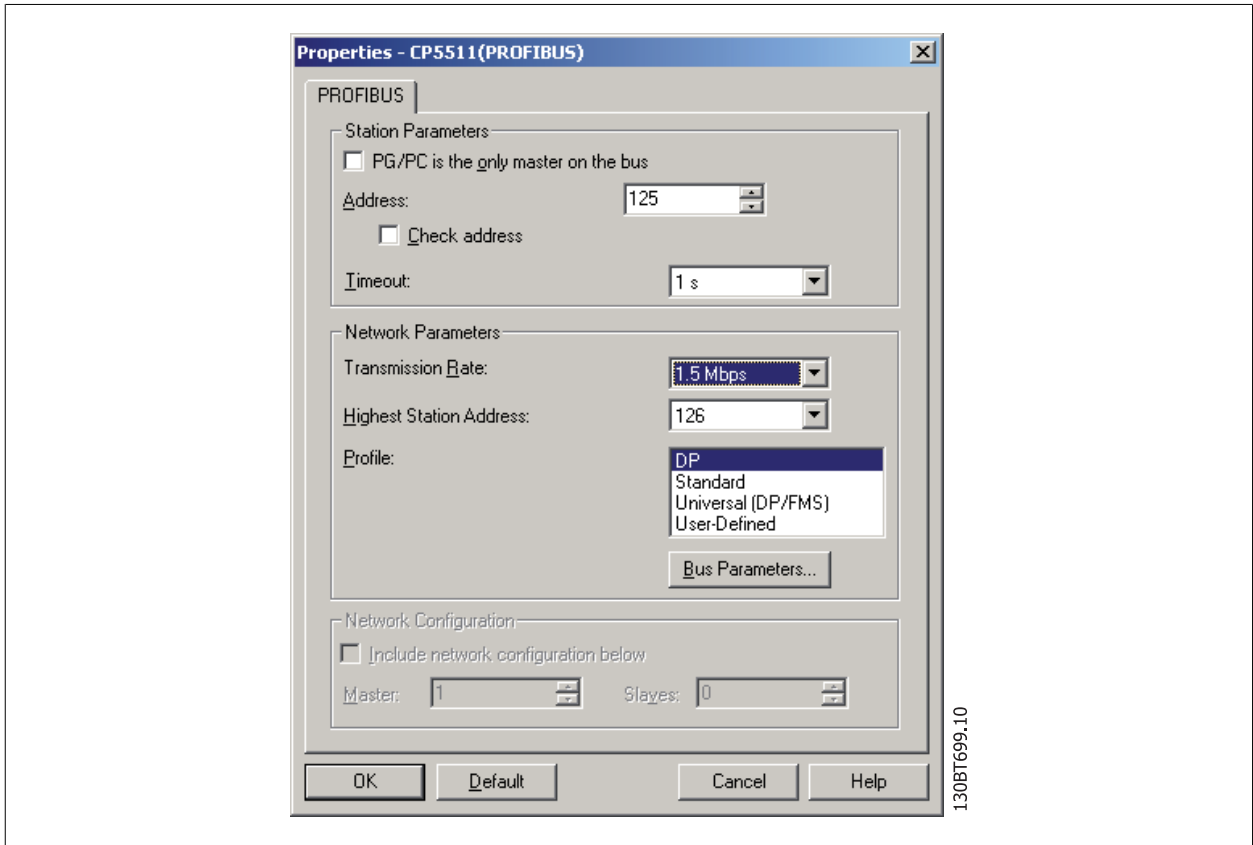 Properties - CP5511(PROFIBUS)
PROFIBUS
Station Parameters
PG/PC is the only master on the bus
Address: 125
Check address
Timeout: 1 s
Network Parameters
Transmission Rate: 1.5 Mbps
Highest Station Address: 126
Profile: DP
Standard
Universal (DP/FMS)
User-Defined
Bus Parameters...
Network Configuration
Include network configuration below
Master: 1 Slaves: 0
OK Default Cancel Help
130BT699.10